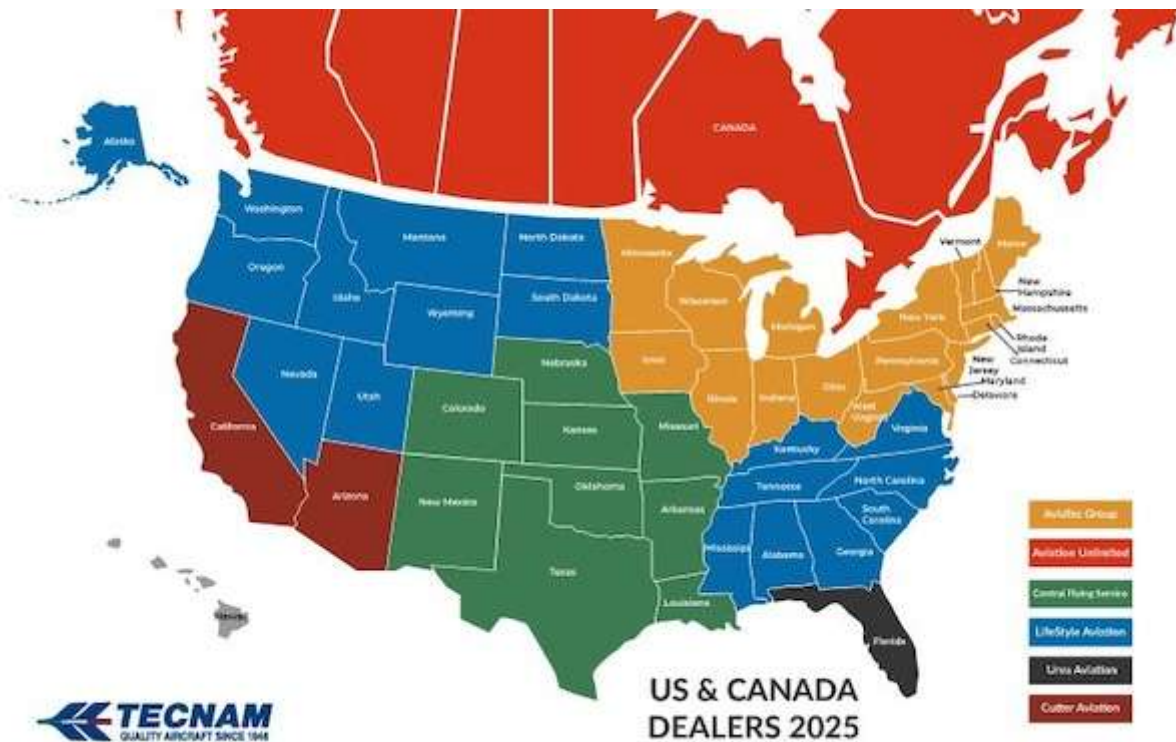 CANADA
Alaska
Washington
Montana
North Dakota
Minnesota
Vermont
Maine
Oregon
Idaho
Wyoming
South Dakota
Wisconsin
Michigan
New York
New
Hampshire
Massachusetts
Rhode
Island
Connecticut
Nevada
Utah
Nebraska
Iowa
Illinois
Indiana
Ohio
Pennsylvania
New
Jersey
Maryland
Delaware
West
Virginia
Virginia
California
Colorado
Kansas
Missouri
Kentucky
Arizona
New Mexico
Oklahoma
Arkansas
Tennessee
North Carolina
South
Carolina
Texas
Louisiana
Alabama
Georgia
Florida
Aviation Unlimited
Central Flying Service
LifeStyle Aviation
Cutter Aviation
TECNAM
QUALITY AIRCRAFT SINCE 1948
US & CANADA
DEALERS 2025